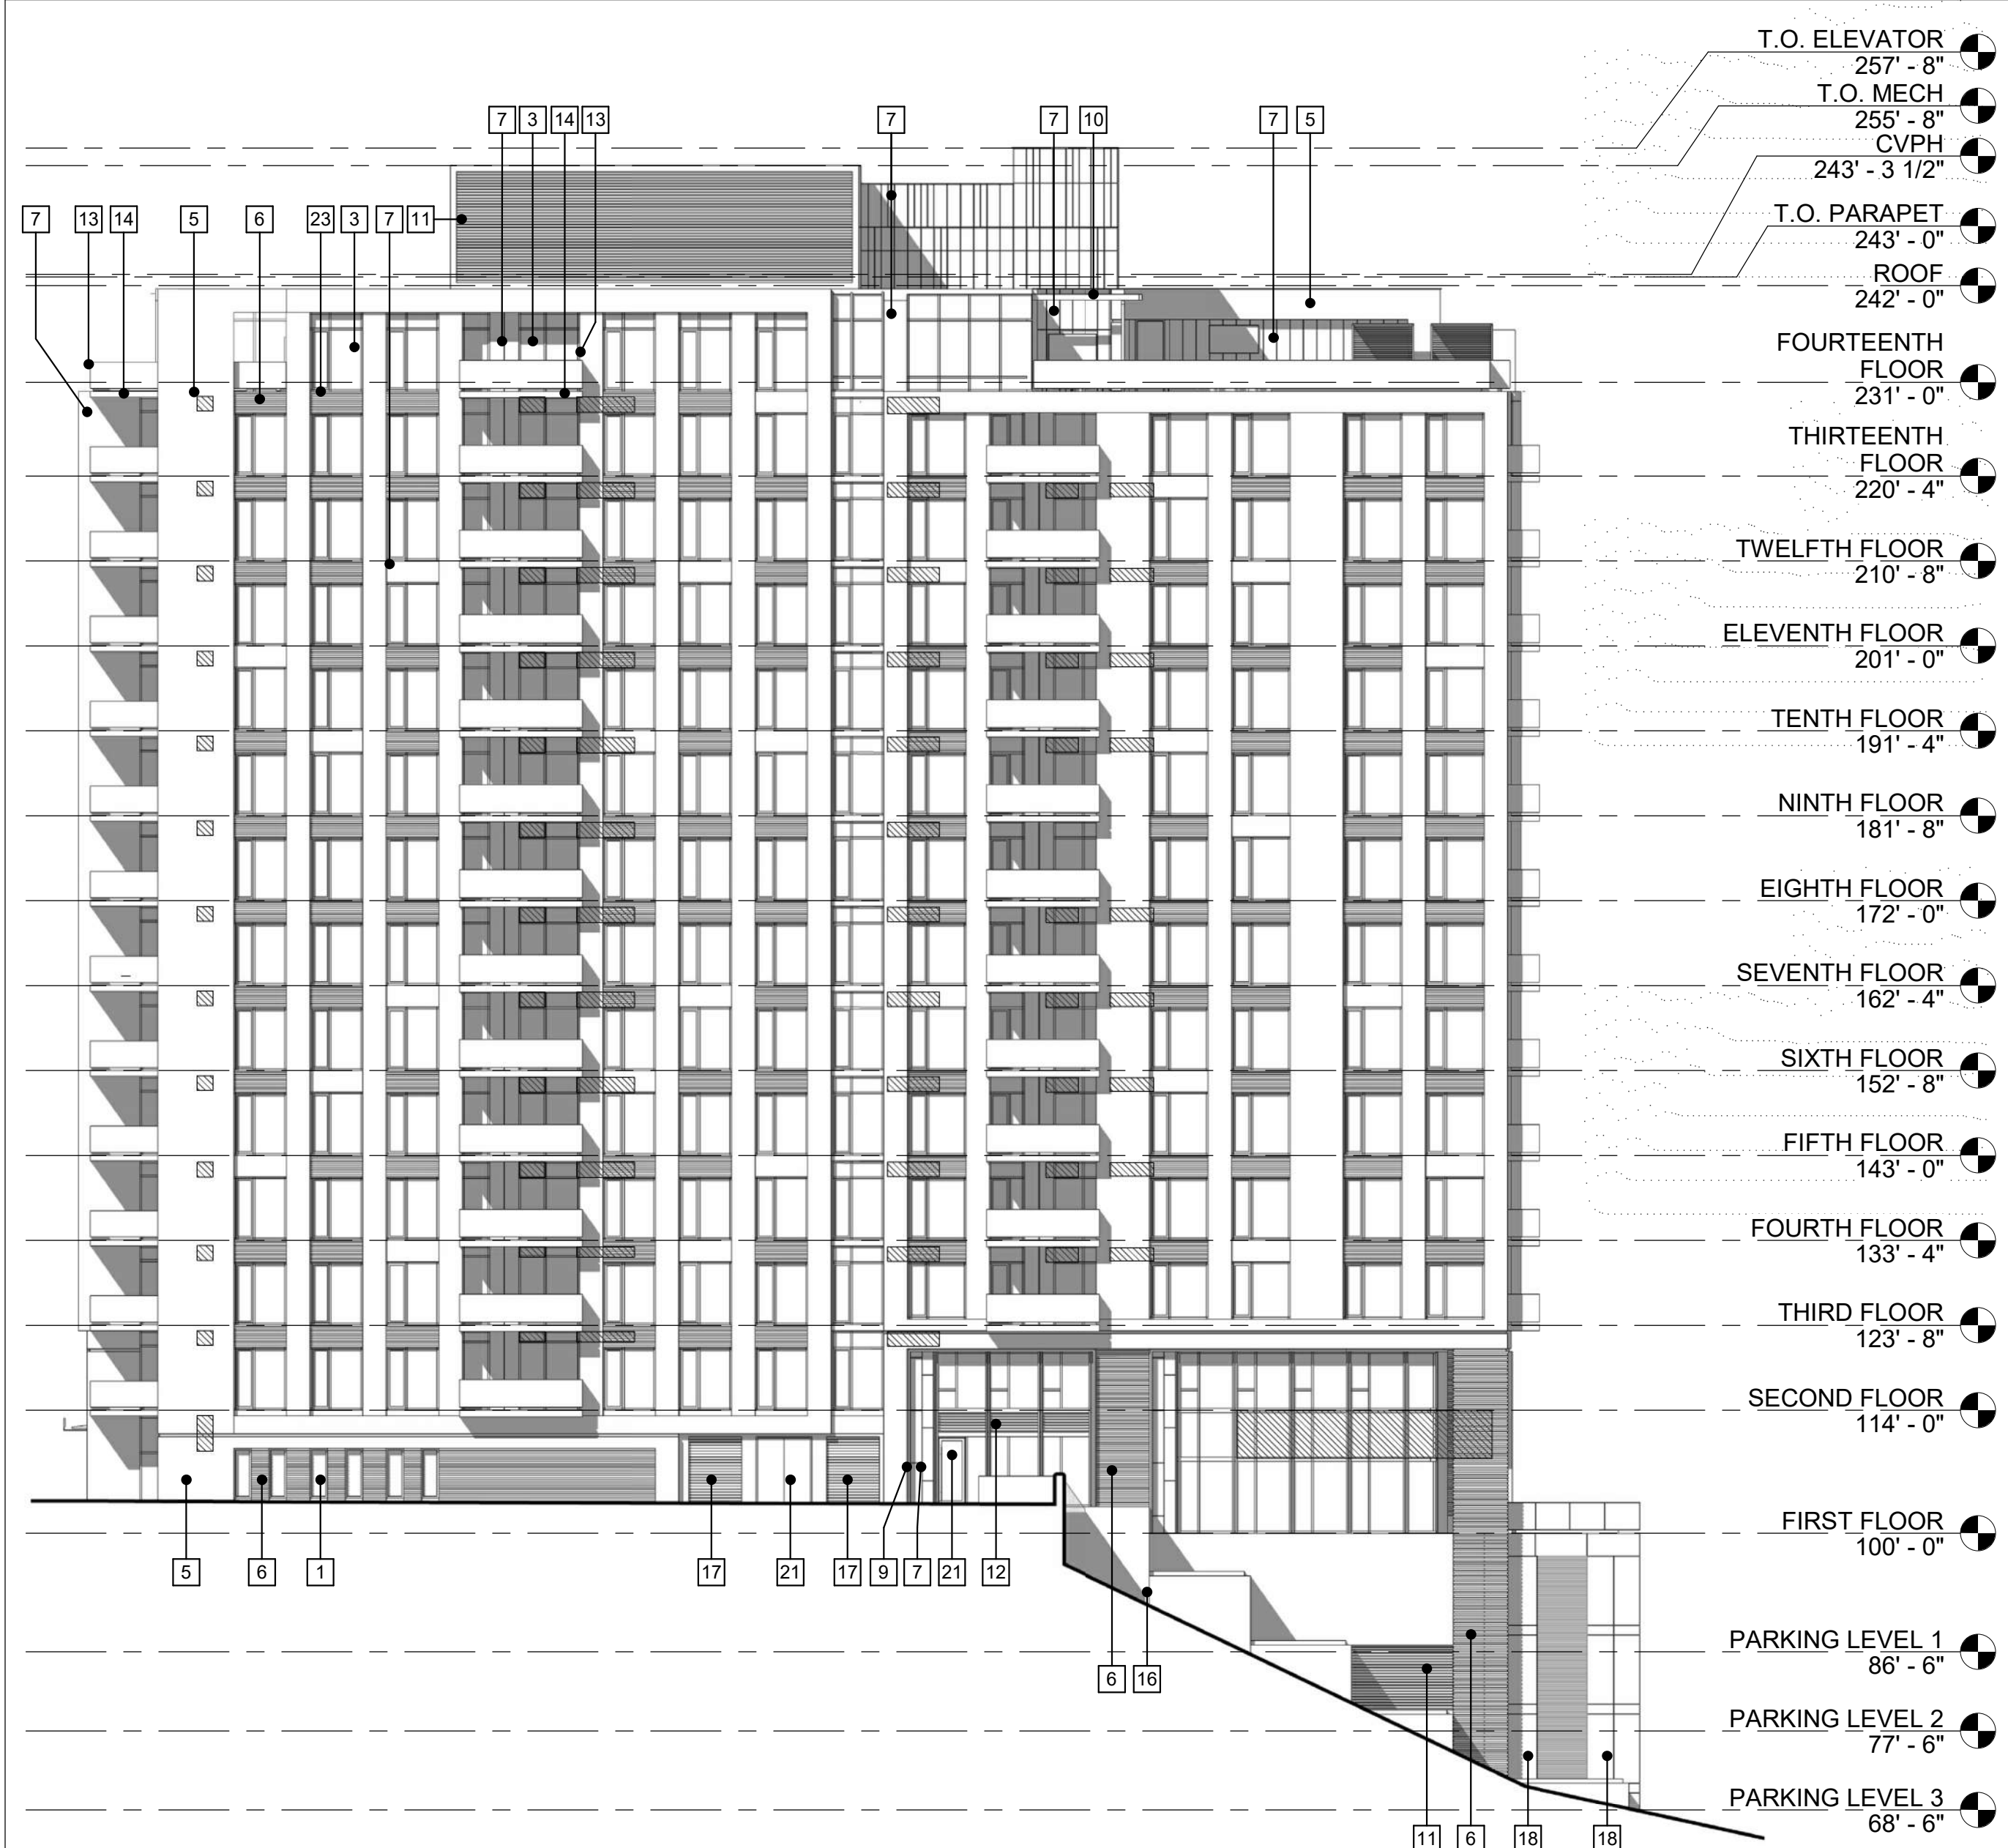 T.O. ELEVATOR
257' - 8"
T.O. MECH
255' - 8"
CVPH
243' - 3 1/2"
T.O. PARAPET
243' - 0"
ROOF
242' - 0"
FOURTEENTH
FLOOR
231' - 0"
THIRTEENTH
FLOOR
220' - 4"
TWELFTH FLOOR
210' - 8"
ELEVENTH FLOOR
201' - 0"
TENTH FLOOR
191' - 4"
NINTH FLOOR
181' - 8"
EIGHTH FLOOR
172' - 0"
SEVENTH FLOOR
162' - 4"
SIXTH FLOOR
152' - 8"
FIFTH FLOOR
143' - 0"
FOURTH FLOOR
133' - 4"
THIRD FLOOR
123' - 8"
SECOND FLOOR
114' - 0"
FIRST FLOOR
100' - 0"
PARKING LEVEL 1
86' - 6"
PARKING LEVEL 2
77' - 6"
PARKING LEVEL 3
68' - 6"
7 3 14 13 7 7 10 7 5
7 13 14 5 6 23 3 7 11
5 6 1 17 21 17 9 7 21 12
6 16
11 6 18 18